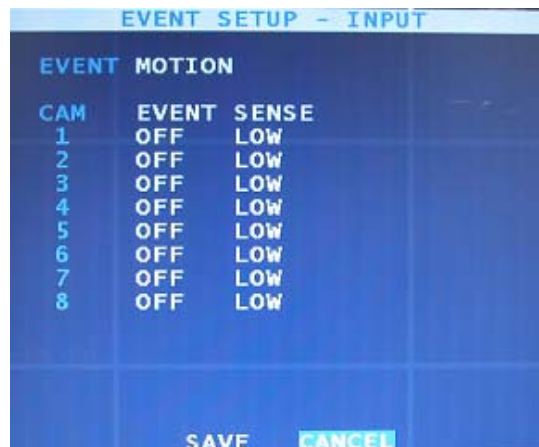 EVENT SETUP - INPUT
EVENT MOTION
CAM EVENT SENSE
1 OFF LOW
2 OFF LOW
3 OFF LOW
4 OFF LOW
5 OFF LOW
6 OFF LOW
7 OFF LOW
8 OFF LOW
SAVE CANCEL